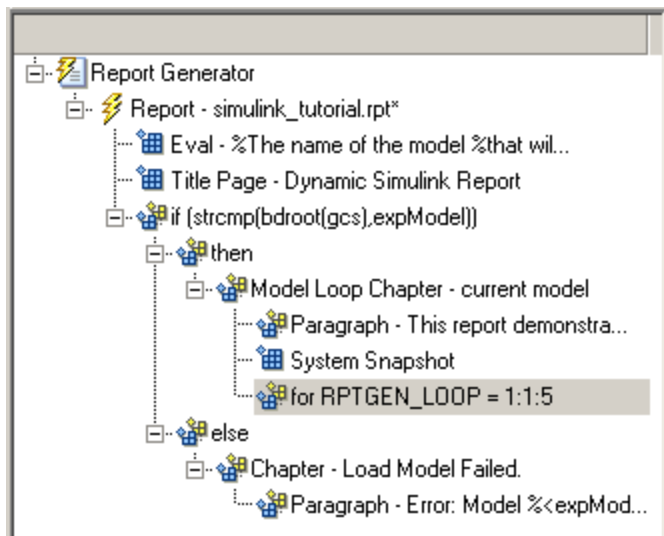 Report Generator
Report - simulink_tutorial.rpt*
Eval - %The name of the model %that wil...
Title Page - Dynamic Simulink Report
if (strcmp(bdroot(gcs),expModel))
then
Model Loop Chapter - current model
Paragraph - This report demonstra...
System Snapshot
for RPTGEN_LOOP = 1:1:5
else
Chapter - Load Model Failed.
Paragraph - Error: Model %<expMod...